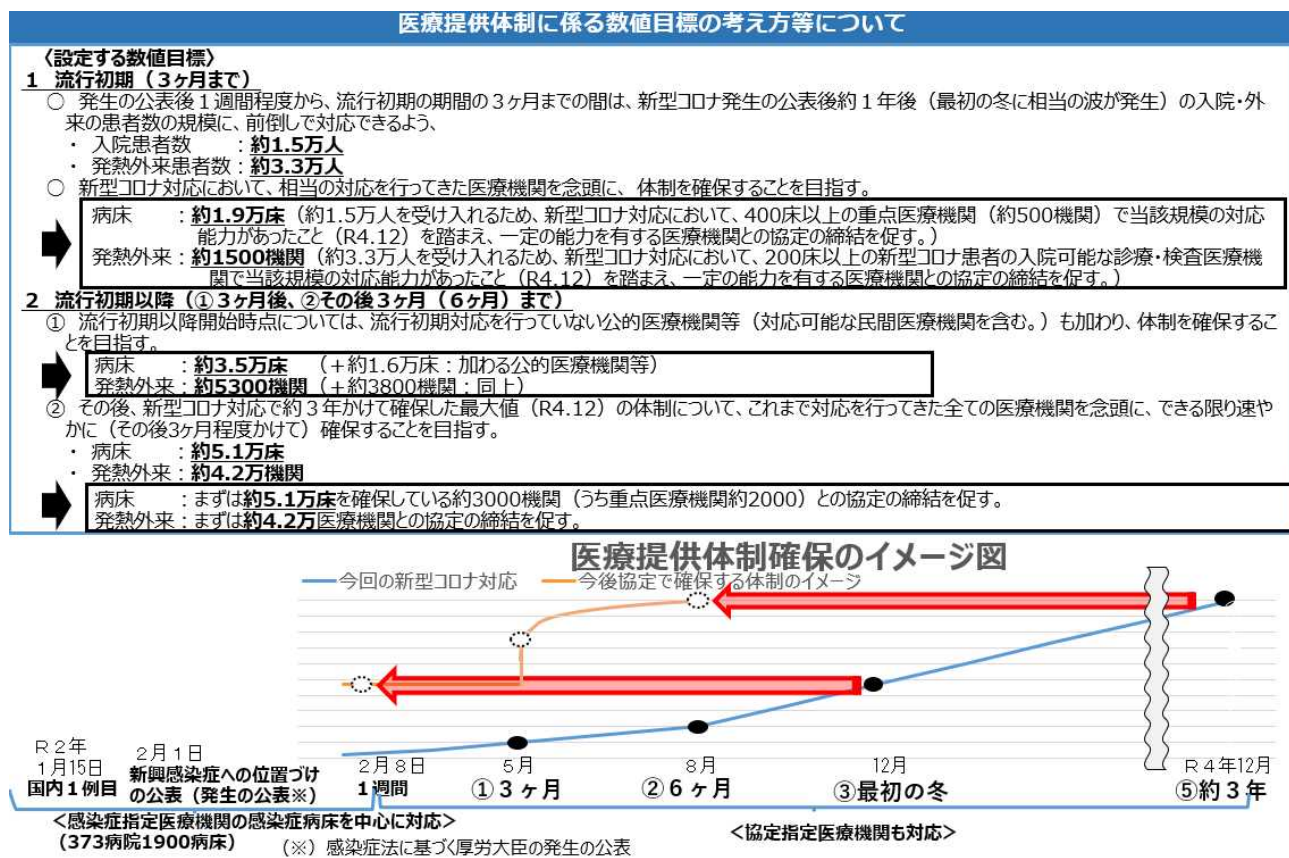 医療提供体制に係る数値目標の考え方等について
〈設定する数値目標〉
1 流行初期（３ヶ月まで）
○ 発生の公表後１週間程度から、流行初期の期間の３ヶ月までの間は、新型コロナ発生の公表後約１年後（最初の冬に相当の波が発生）の入院・外
来の患者数の規模に、前倒しで対応できるよう、
・ 入院患者数 ：約1.5万人
・ 発熱外来患者数：約3.3万人
○ 新型コロナ対応において、相当の対応を行ってきた医療機関を念頭に、体制を確保することを目指す。
病床 ：約1.9万床（約1.5万人を受け入れるため、新型コロナ対応において、400床以上の重点医療機関（約500機関）で当該規模の対応
能力があったこと（R4.12）を踏まえ、一定の能力を有する医療機関との協定の締結を促す。）
発熱外来：約1500機関（約3.3万人を受け入れるため、新型コロナ対応において、200床以上の新型コロナ患者の入院可能な診療・検査医療機
関で当該規模の対応能力があったこと（R4.12）を踏まえ、一定の能力を有する医療機関との協定の締結を促す。）
2 流行初期以降（①３ヶ月後、②その後３ヶ月（６ヶ月）まで）
① 流行初期以降開始時点については、流行初期対応を行っていない公的医療機関等（対応可能な民間医療機関を含む。）も加わり、体制を確保するこ
とを目指す。
病床 ：約3.5万床 （＋約1.6万床：加わる公的医療機関等）
発熱外来：約5300機関（＋約3800機関：同上）
② その後、新型コロナ対応で約３年かけて確保した最大値（R4.12）の体制について、これまで対応を行ってきた全ての医療機関を念頭に、できる限り速や
かに（その後3ヶ月程度かけて）確保することを目指す。
・ 病床 ：約5.1万床
・ 発熱外来：約4.2万機関
病床 ：まずは約5.1万床を確保している約3000機関（うち重点医療機関約2000）との協定の締結を促す。
発熱外来：まずは約4.2万医療機関との協定の締結を促す。
医療提供体制確保のイメージ図
今回の新型コロナ対応 今後協定で確保する体制のイメージ
Ｒ２年
１月15日
国内１例目
２月１日
新興感染症への位置づけ
の公表（発生の公表※）
２月８日
１週間
５月
①３ヶ月
８月
②６ヶ月
12月
③最初の冬
Ｒ４年12月
⑤約３年
＜感染症指定医療機関の感染症病床を中心に対応＞
（373病院1900病床）
（※）感染症法に基づく厚労大臣の発生の公表
＜協定指定医療機関も対応＞